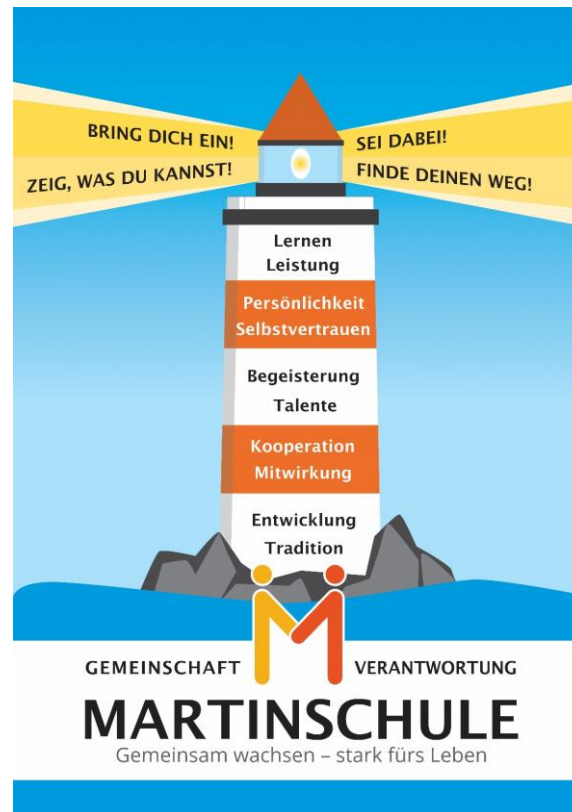 BRING DICH EIN!
SEI DABEI!
ZEIG, WAS DU KANNST!
FINDE DEINEN WEG!
Lernen
Leistung
Persönlichkeit
Selbstvertrauen
Begeisterung
Talente
Kooperation
Mitwirkung
Entwicklung
Tradition
GEMEINSCHAFT
VERANTWORTUNG
MARTINSCHULE
Gemeinsam wachsen – stark fürs Leben